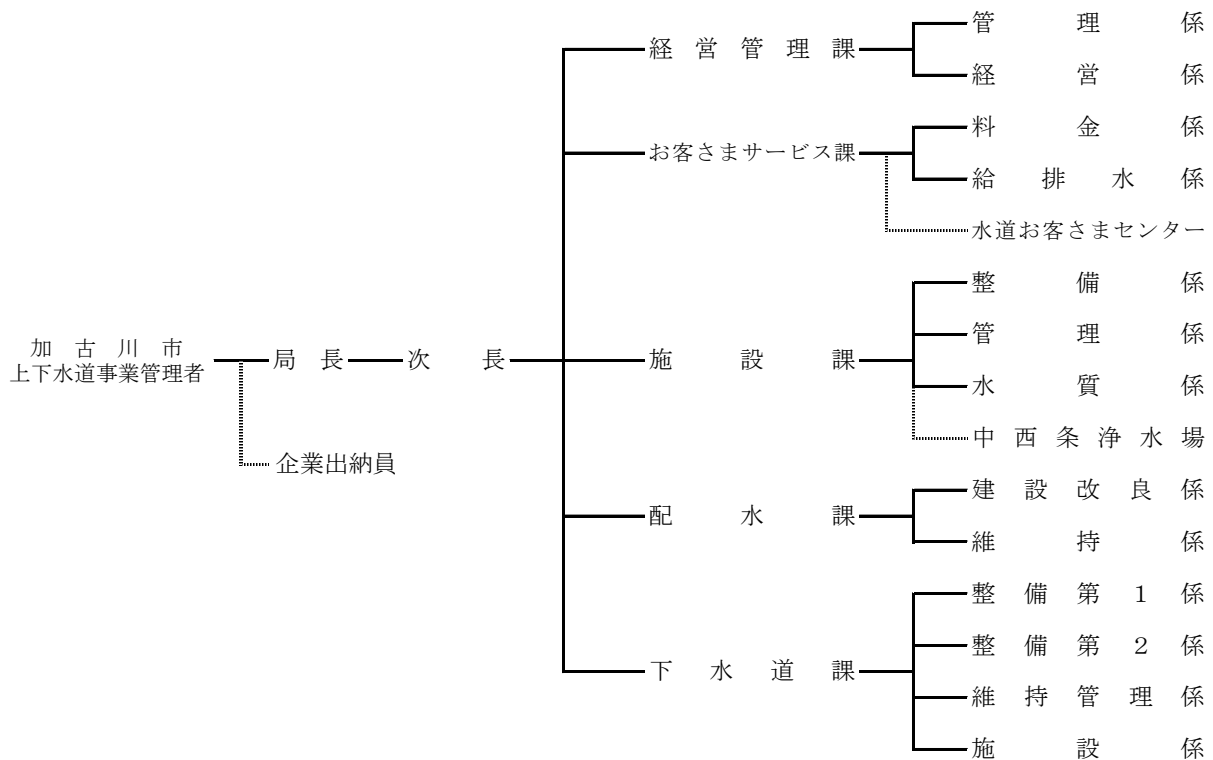 加古川市
上下水道事業管理者
局長
次長
企業出納員
経営管理課
管理係
経営係
お客さまサービス課
料金係
給排水係
水道お客さまセンター
施設課
整備係
管理係
水質係
中西条浄水場
配水課
建設改良係
維持係
下水道課
整備第１係
整備第２係
維持管理係
施設係